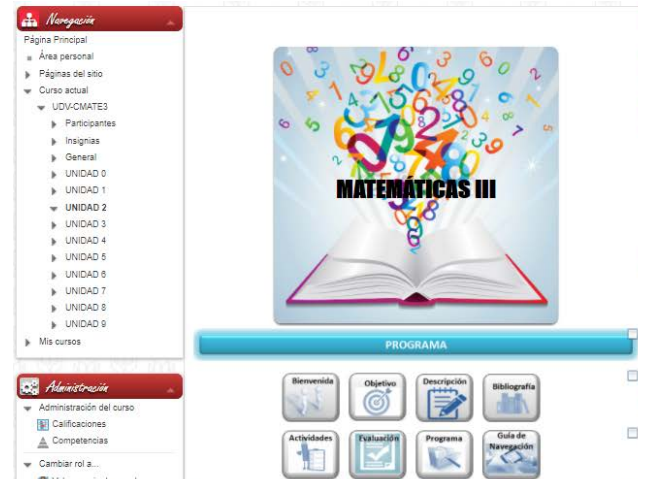 Navegación
Página Principal
Área personal
Páginas del sitio
Curso actual
UDV-CMATE3
Participantes
Insignias
General
UNIDAD 0
UNIDAD 1
UNIDAD 2
UNIDAD 3
UNIDAD 4
UNIDAD 5
UNIDAD 6
UNIDAD 7
UNIDAD 8
UNIDAD 9
Mis cursos
Administración
Administración del curso
Calificaciones
Competencias
Cambiar rol a...
MATEMÁTICAS III
PROGRAMA
Bienvenida
Objetivo
Descripción
Bibliografía
Actividades
Evaluación
Programa
Guía de
Navegación